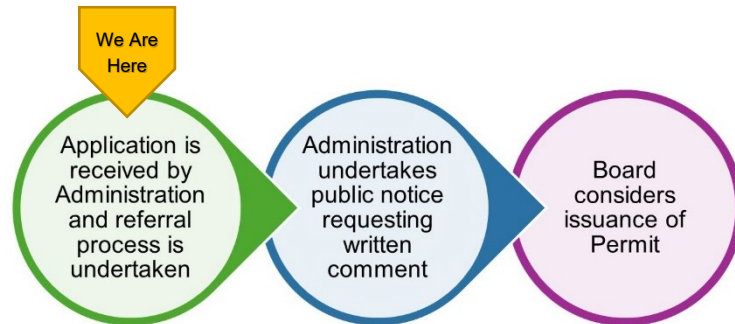 We Are
Here
Application is
received by
Administration
and referral
process is
undertaken
Administration
undertakes
public notice
requesting
written
comment
Board
considers
issuance of
Permit